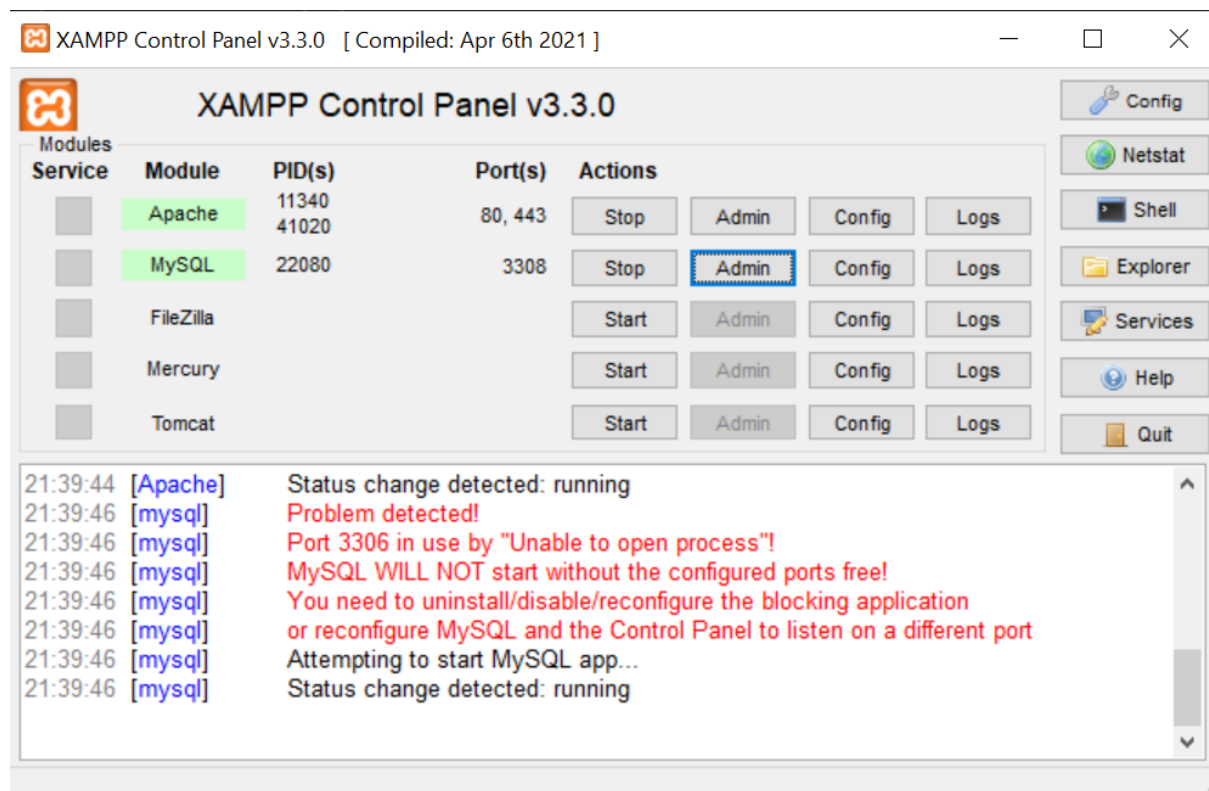 XAMPP Control Panel v3.3.0 [ Compiled: Apr 6th 2021 ]
XAMPP Control Panel v3.3.0
Config
Modules
Netstat
Service Module PID(s) Port(s) Actions
Apache 11340 41020 80, 443 Stop Admin Config Logs
Shell
MySQL 22080 3308 Stop Admin Config Logs
Explorer
FileZilla Start Admin Config Logs
Services
Mercury Start Admin Config Logs
Help
Tomcat Start Admin Config Logs
Quit
21:39:44 [Apache] Status change detected: running
21:39:46 [mysql] Problem detected!
21:39:46 [mysql] Port 3306 in use by "Unable to open process"!
21:39:46 [mysql] MySQL WILL NOT start without the configured ports free!
21:39:46 [mysql] You need to uninstall/disable/reconfigure the blocking application
21:39:46 [mysql] or reconfigure MySQL and the Control Panel to listen on a different port
21:39:46 [mysql] Attempting to start MySQL app...
21:39:46 [mysql] Status change detected: running